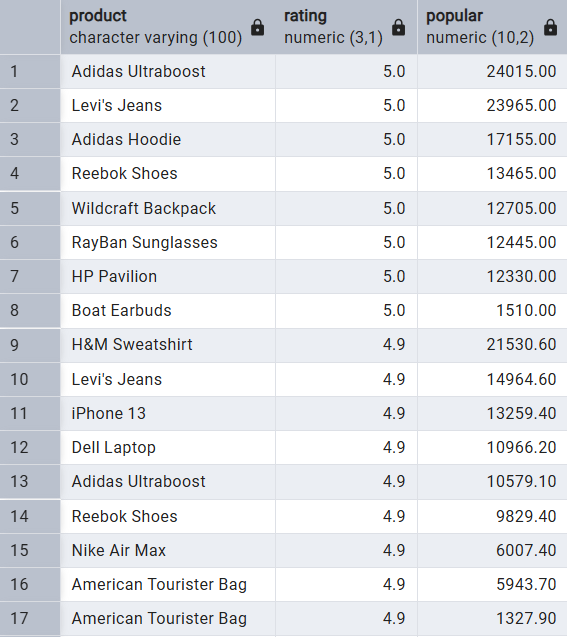 product rating popular
character varying (100) numeric (3,1) numeric (10,2)
1 Adidas Ultraboost 5.0 24015.00
2 Levi's Jeans 5.0 23965.00
3 Adidas Hoodie 5.0 17155.00
4 Reebok Shoes 5.0 13465.00
5 Wildcraft Backpack 5.0 12705.00
6 RayBan Sunglasses 5.0 12445.00
7 HP Pavilion 5.0 12330.00
8 Boat Earbuds 5.0 1510.00
9 H&M Sweatshirt 4.9 21530.60
10 Levi's Jeans 4.9 14964.60
11 iPhone 13 4.9 13259.40
12 Dell Laptop 4.9 10966.20
13 Adidas Ultraboost 4.9 10579.10
14 Reebok Shoes 4.9 9829.40
15 Nike Air Max 4.9 6007.40
16 American Tourister Bag 4.9 5943.70
17 American Tourister Bag 4.9 1327.90